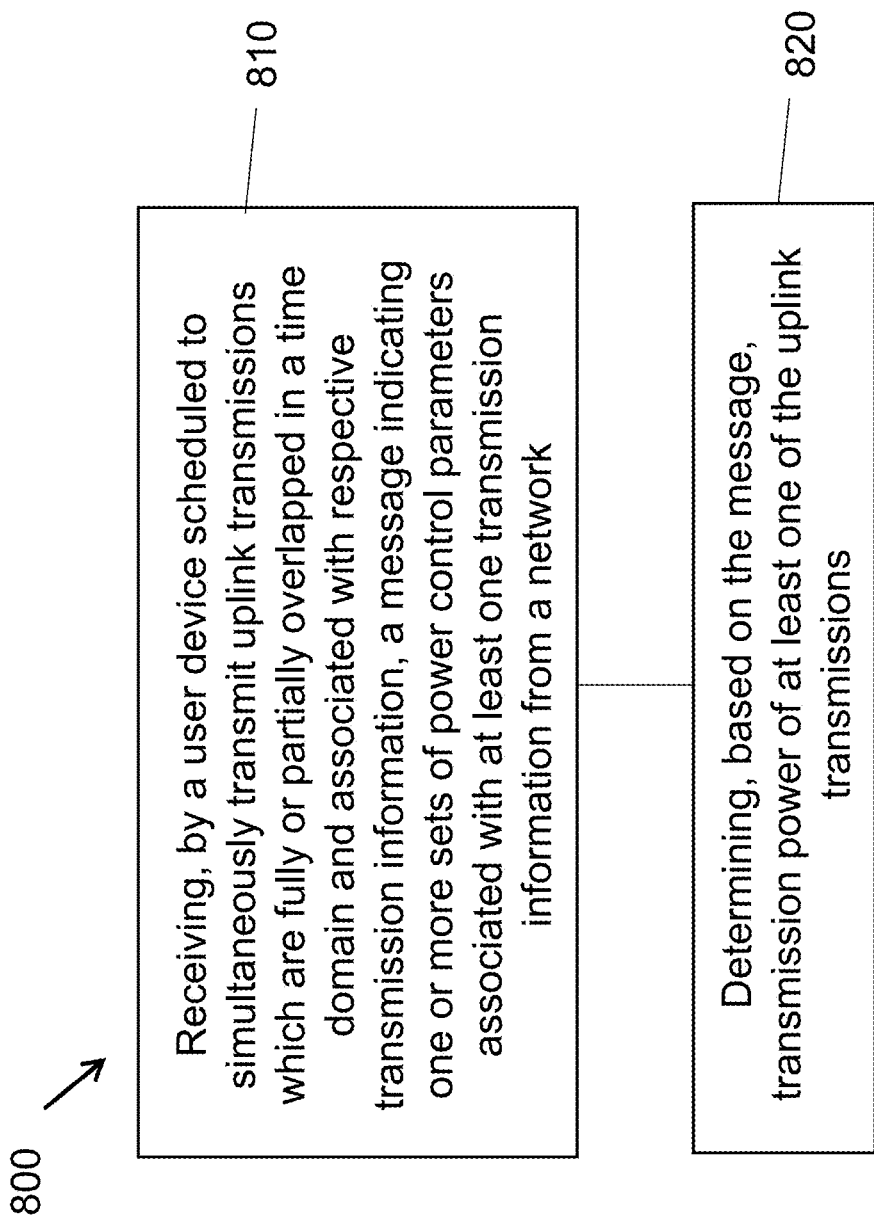 800
Receiving, by a user device scheduled to
simultaneously transmit uplink transmissions
which are fully or partially overlapped in a time
domain and associated with respective
transmission information, a message indicating
one or more sets of power control parameters
associated with at least one transmission
information from a network
810
Determining, based on the message,
transmission power of at least one of the uplink
transmissions
820